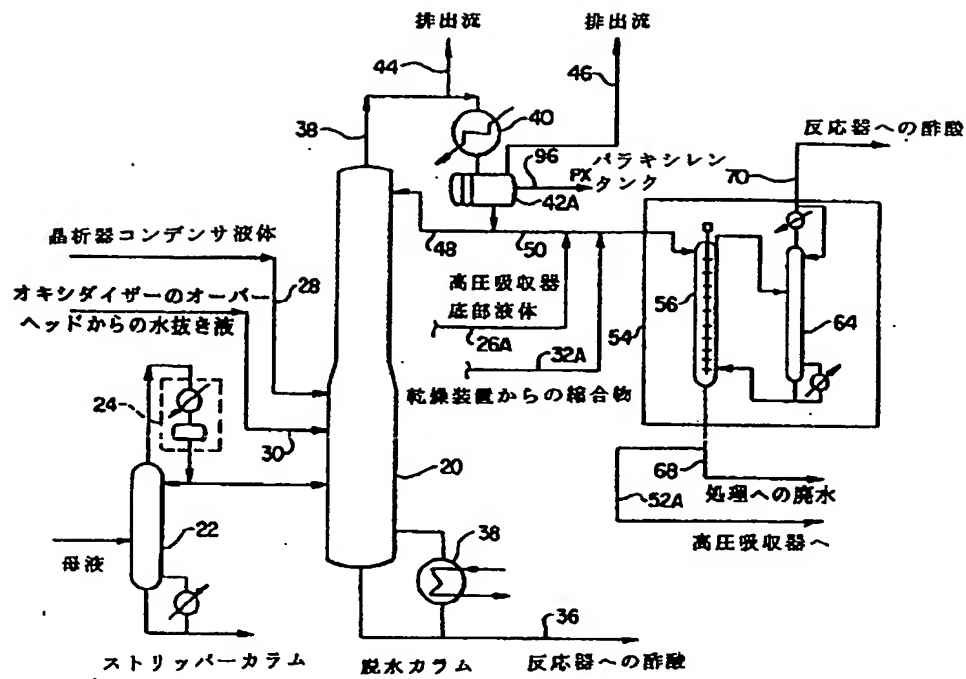 排出流
排出流
44
46
38
40
反応器への酢酸
PX
96
パラキシレン
タンク
70
42A
晶析器コンデンサ液体
48
50
28
高圧吸収器
底部液体
56
オキシダイザーのオーバー
ヘッドからの水抜き液
26A
54
64
32A
乾燥装置からの縮合物
24
30
20
68
処理への廃水
52A
22
38
高圧吸収器へ
母液
36
ストリッパーカラム
脱水カラム
反応器への酢酸